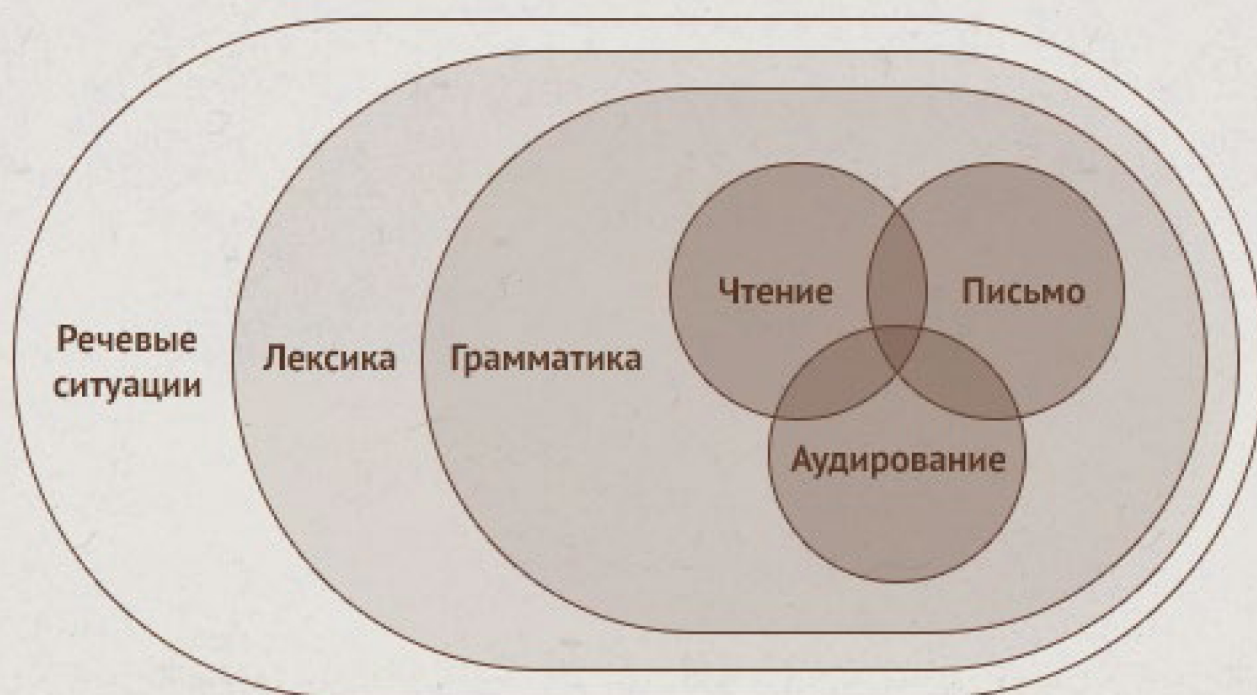 Речевые
ситуации
Лексика
Грамматика
Чтение
Письмо
Аудирование